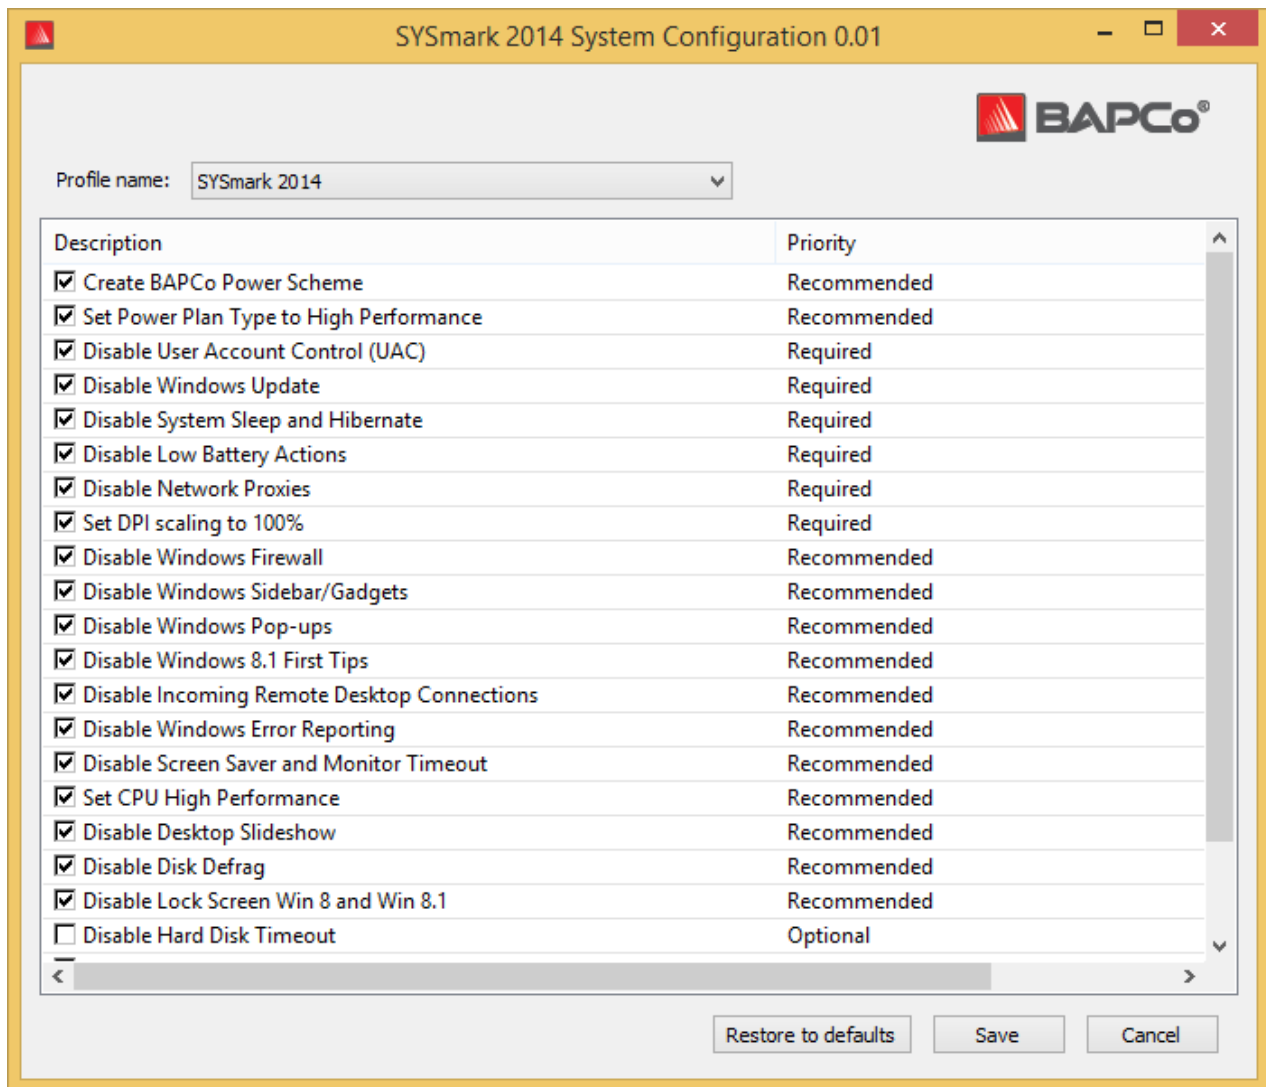 SYSmark 2014 System Configuration 0.01
BAPCo®
Profile name: SYSmark 2014
Description Priority
Create BAPCo Power Scheme Recommended
Set Power Plan Type to High Performance Recommended
Disable User Account Control (UAC) Required
Disable Windows Update Required
Disable System Sleep and Hibernate Required
Disable Low Battery Actions Required
Disable Network Proxies Required
Set DPI scaling to 100% Required
Disable Windows Firewall Recommended
Disable Windows Sidebar/Gadgets Recommended
Disable Windows Pop-ups Recommended
Disable Windows 8.1 First Tips Recommended
Disable Incoming Remote Desktop Connections Recommended
Disable Windows Error Reporting Recommended
Disable Screen Saver and Monitor Timeout Recommended
Set CPU High Performance Recommended
Disable Desktop Slideshow Recommended
Disable Disk Defrag Recommended
Disable Lock Screen Win 8 and Win 8.1 Recommended
Disable Hard Disk Timeout Optional
Restore to defaults Save Cancel